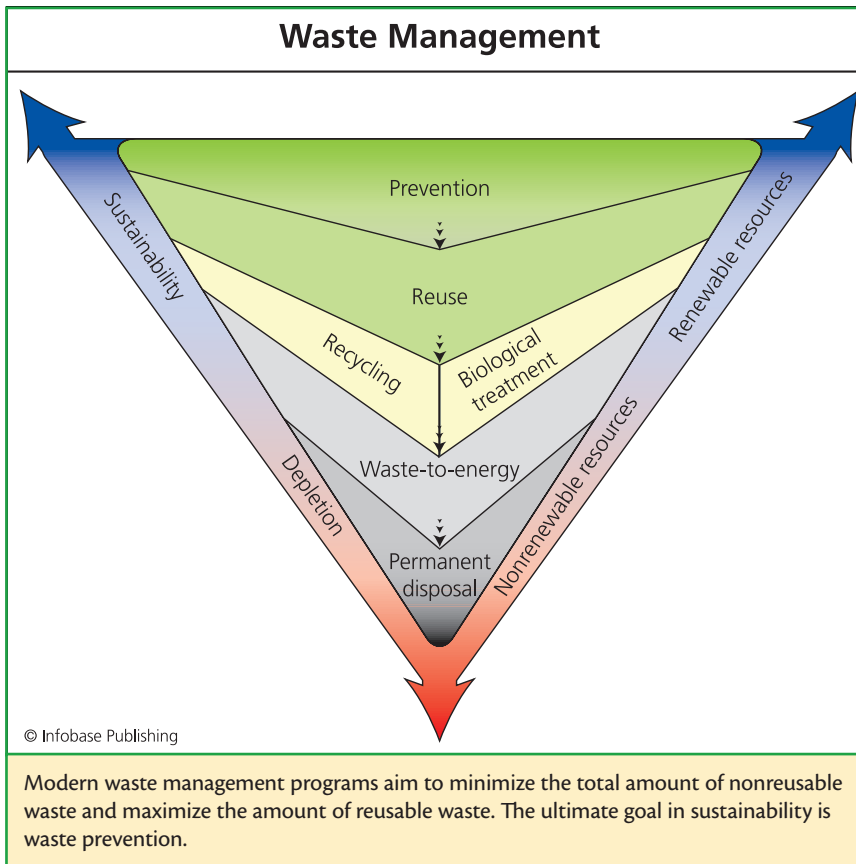 Waste Management
Prevention
Sustainability
Renewable resources
Reuse
Recycling
Biological
treatment
Waste-to-energy
Depletion
Nonrenewable resources
Permanent
disposal
© Infobase Publishing
Modern waste management programs aim to minimize the total amount of nonreusable
waste and maximize the amount of reusable waste. The ultimate goal in sustainability is
waste prevention.